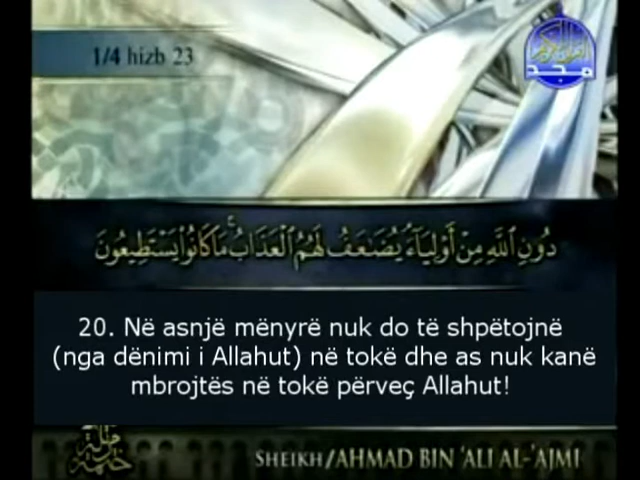 1/4 hizb 23
مجد
دُونِ ٱللَّهِ مِنْ أَوْلِيَآءَ يُضَـٰعَفُ لَهُمُ ٱلْعَذَابُ ۚ مَا كَانُوا۟ يَسْتَطِيعُونَ
20. Në asnjë mënyrë nuk do të shpëtojnë
(nga dënimi i Allahut) në tokë dhe as nuk kanë
mbrojtës në tokë përveç Allahut!
SHEIKH/AHMAD BIN 'ALI AL-'AJMI